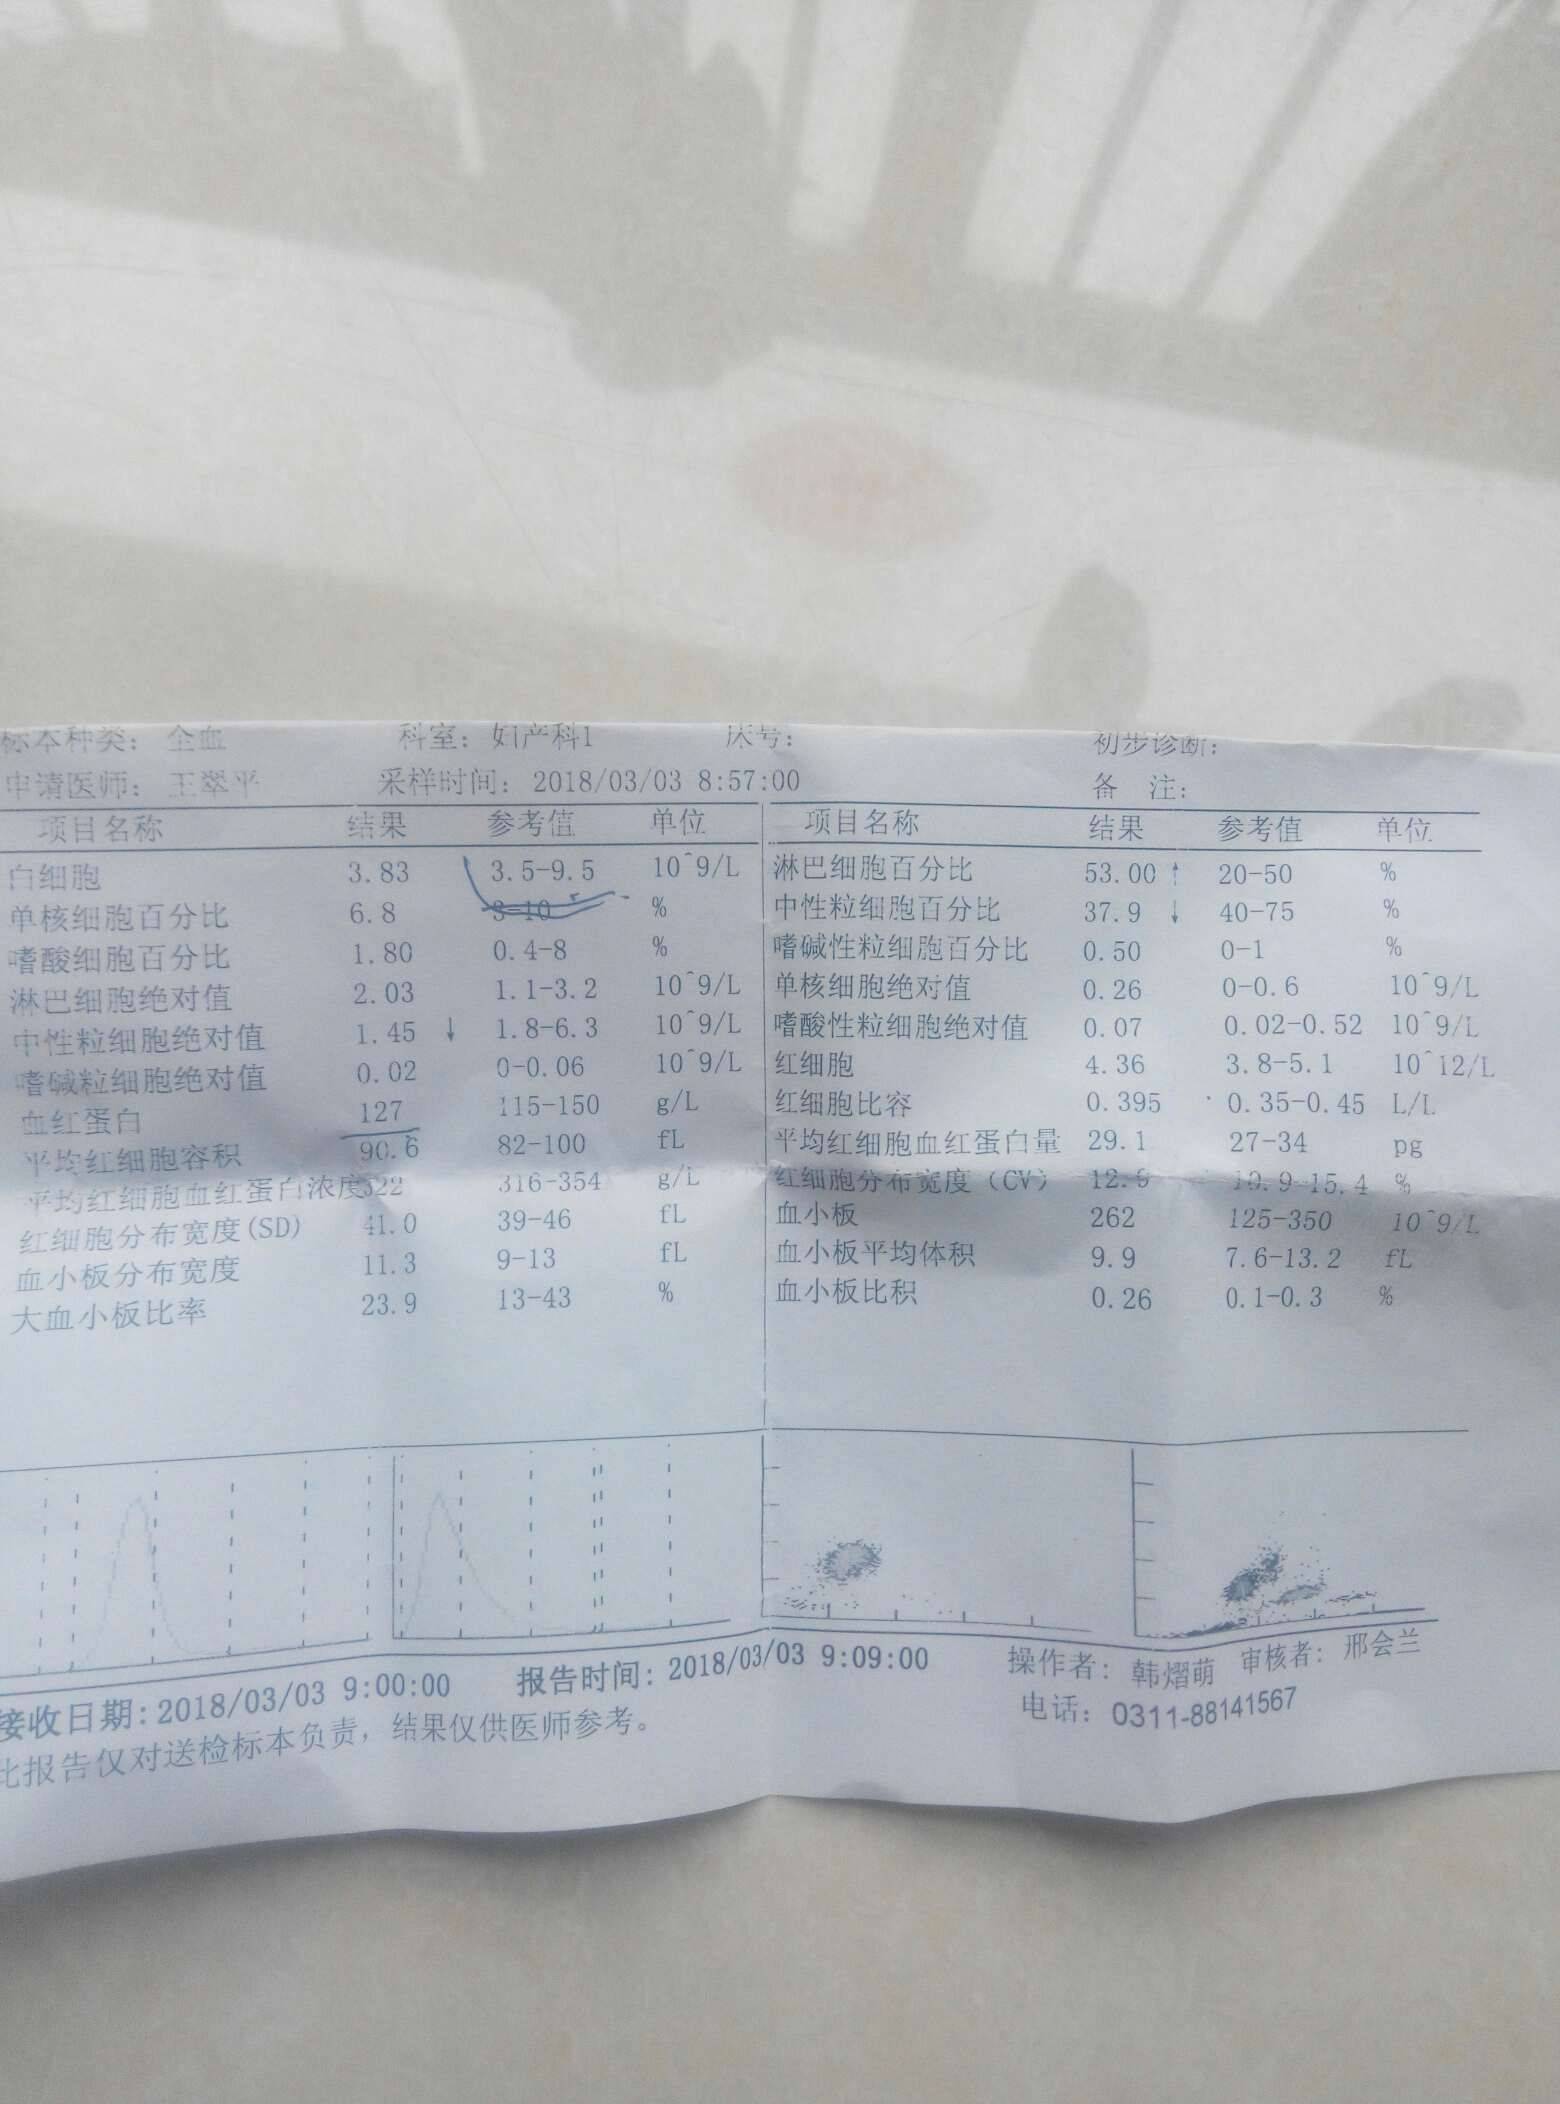 标本种类： 全血 科室： 妇产科1 床号： 初步诊断：
申请医师： 王翠平 采样时间： 2018/03/03 8:57:00 备 注：
项目名称 结果 参考值 单位 项目名称 结果 参考值 单位
白细胞 3.83 3.5-9.5 10^9/L 淋巴细胞百分比 53.00 ↑ 20-50 %
单核细胞百分比 6.8 3-10 % 中性粒细胞百分比 37.9 ↓ 40-75 %
嗜酸细胞百分比 1.80 0.4-8 % 嗜碱性粒细胞百分比 0.50 0-1 %
淋巴细胞绝对值 2.03 1.1-3.2 10^9/L 单核细胞绝对值 0.26 0-0.6 10^9/L
中性粒细胞绝对值 1.45 ↓ 1.8-6.3 10^9/L 嗜酸性粒细胞绝对值 0.07 0.02-0.52 10^9/L
嗜碱粒细胞绝对值 0.02 0-0.06 10^9/L 红细胞 4.36 3.8-5.1 10^12/L
血红蛋白 127 115-150 g/L 红细胞比容 0.395 0.35-0.45 L/L
平均红细胞容积 90.6 82-100 fL 平均红细胞血红蛋白量 29.1 27-34 pg
平均红细胞血红蛋白浓度 322 316-354 g/L 红细胞分布宽度（CV） 10.9-15.4 %
红细胞分布宽度(SD) 41.0 39-46 fL 血小板 262 125-350 10^9/L
血小板分布宽度 11.3 9-13 fL 血小板平均体积 9.9 7.6-13.2 fL
大血小板比率 23.9 13-43 % 血小板比积 0.26 0.1-0.3 %
接收日期：2018/03/03 9:00:00 报告时间：2018/03/03 9:09:00 操作者： 韩熠萌 审核者： 邢会兰
此报告仅对送检标本负责，结果仅供医师参考。 电话：0311-88141567